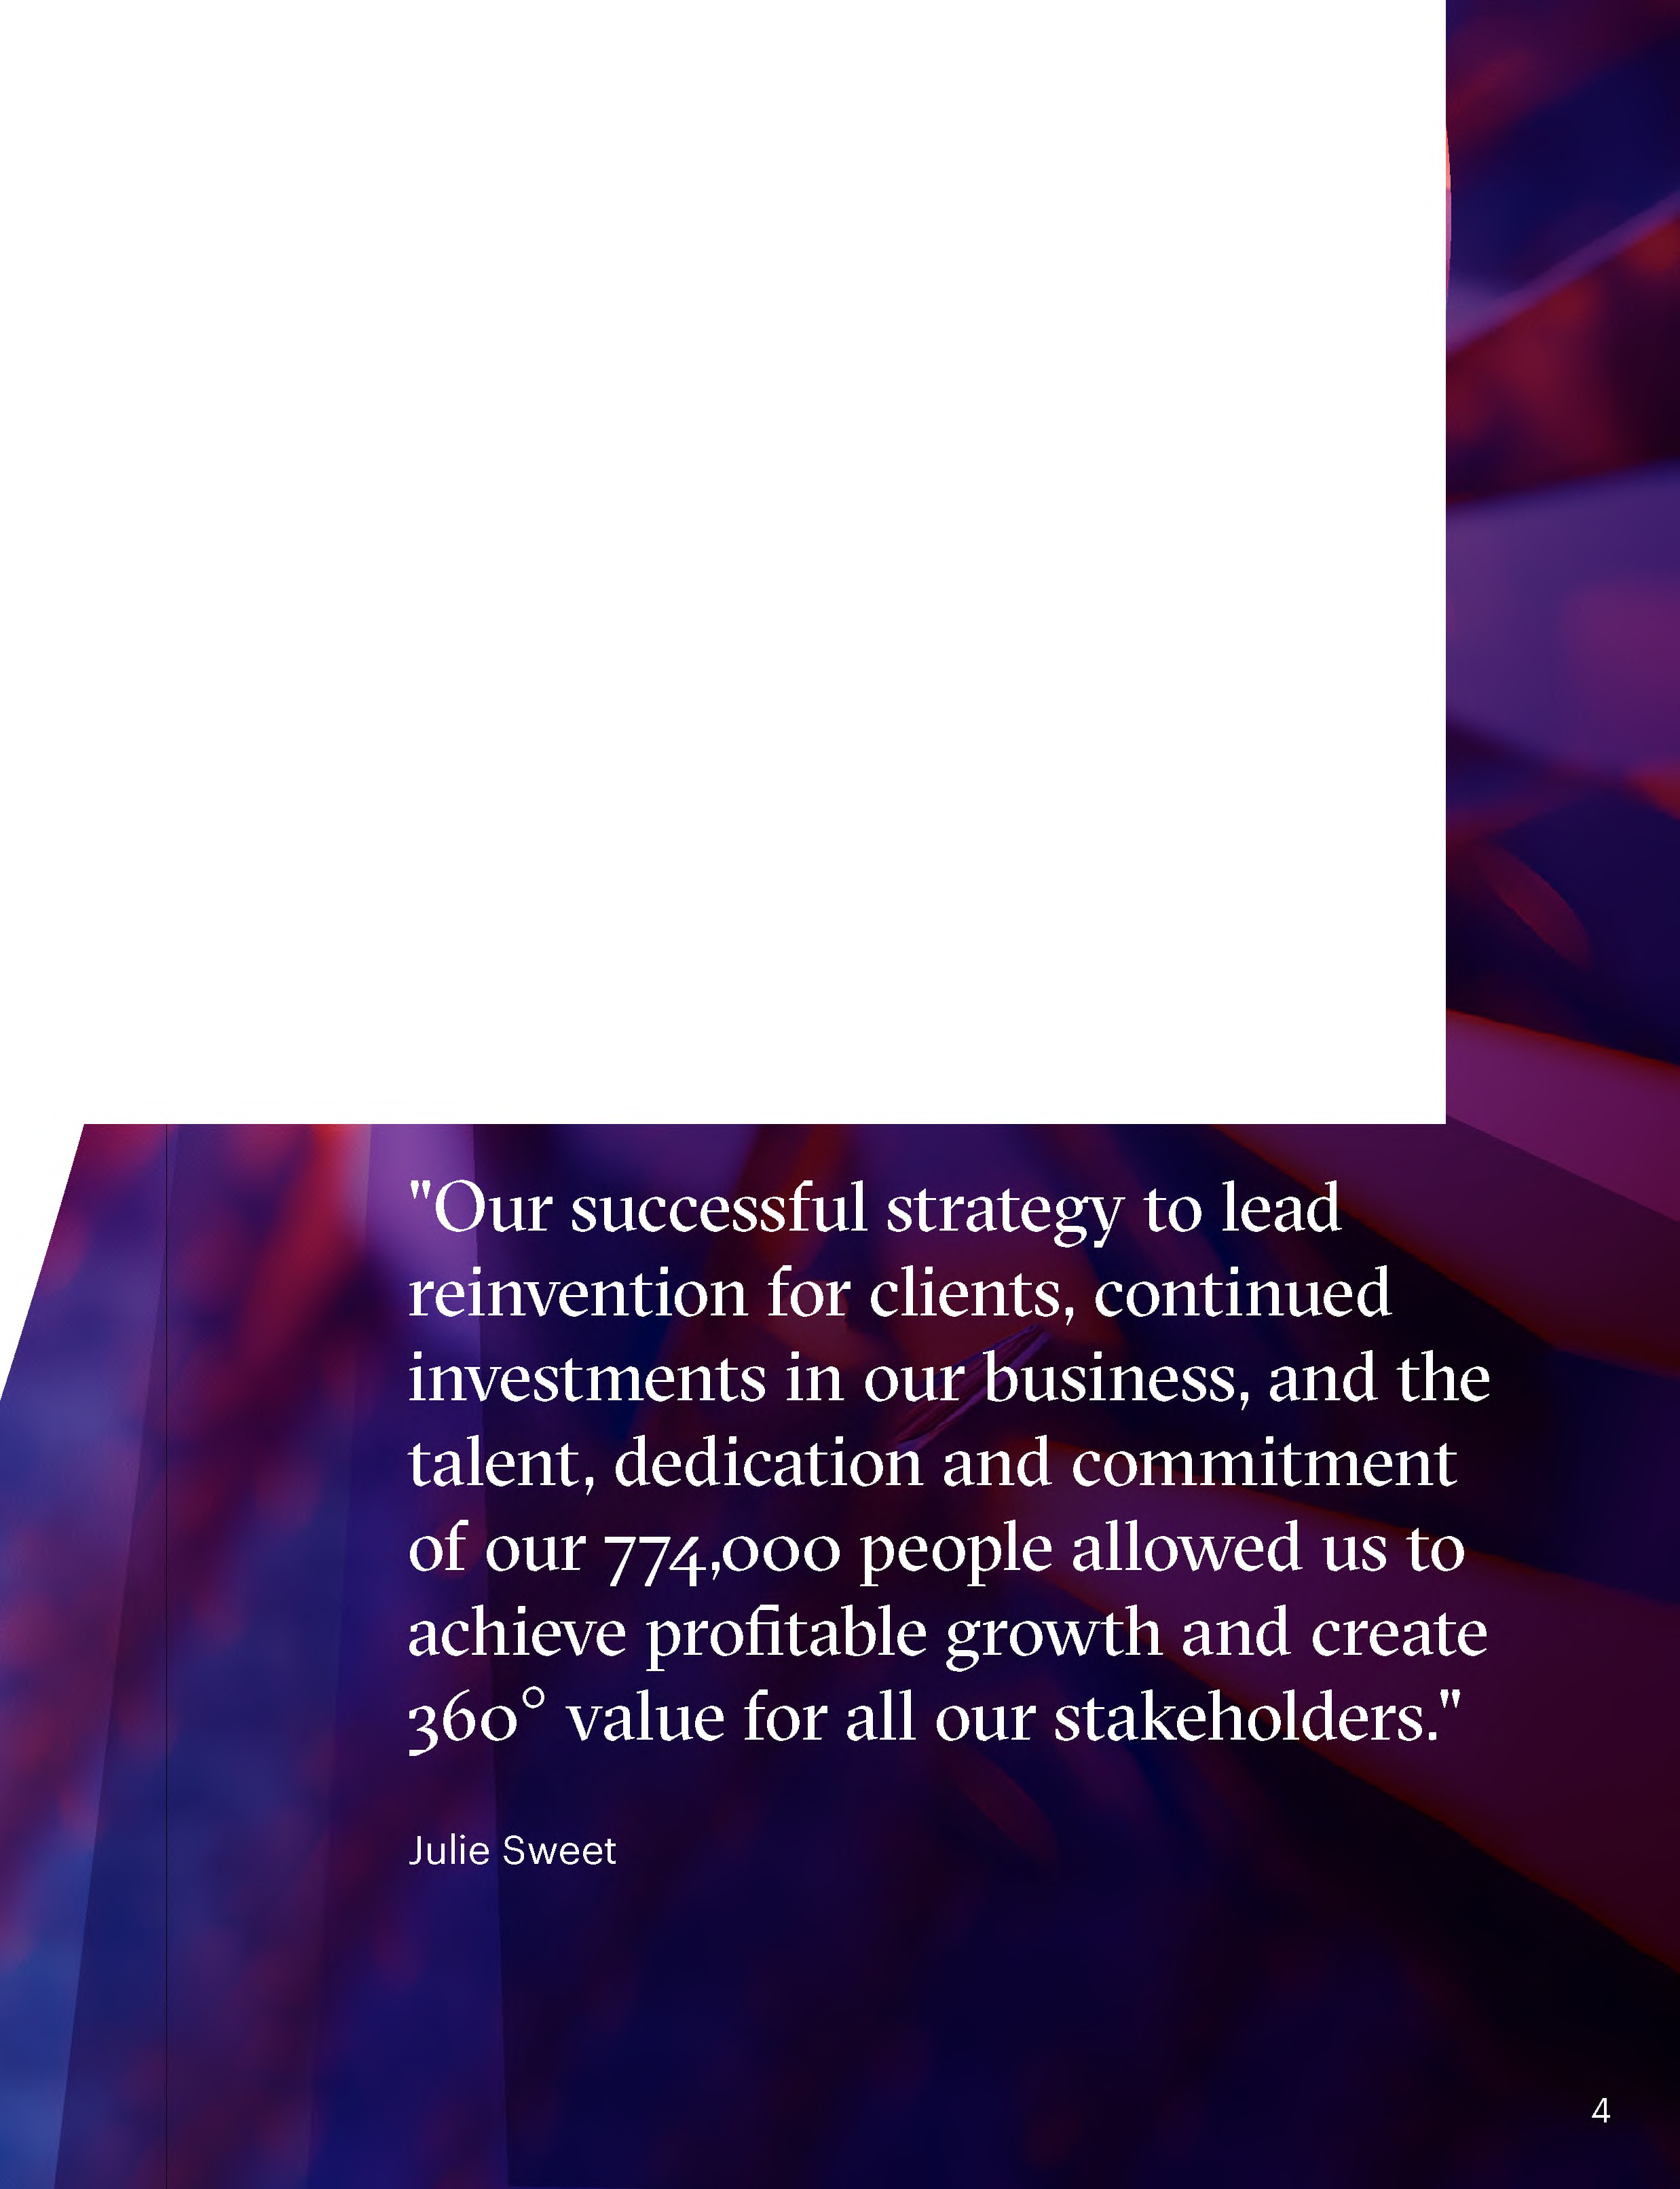 "Our successful strategy to lead
reinvention for clients, continued
investments in our business, and the
talent, dedication and commitment
of our 774,000 people allowed us to
achieve profitable growth and create
360° value for all our stakeholders."
Julie Sweet
4